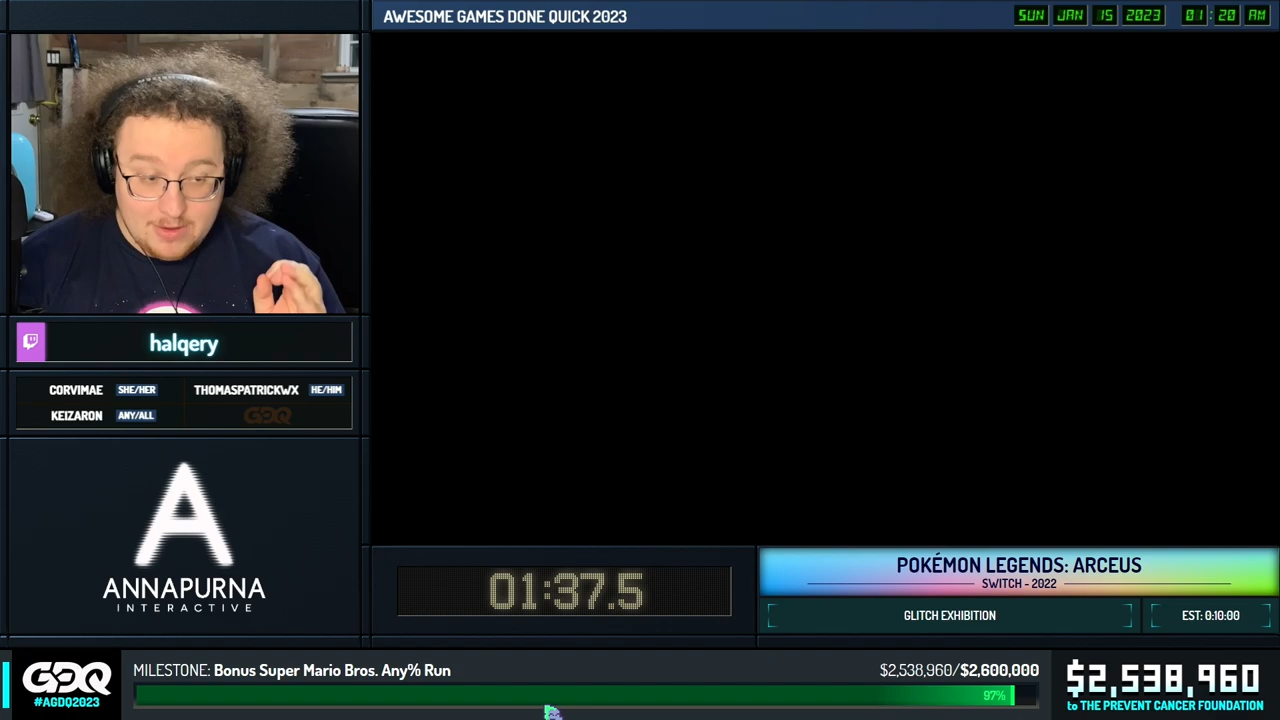 AWESOME GAMES DONE QUICK 2023
SUN JAN 15 2023 01:20 AM
halqery
CORVIMAE SHE/HER THOMASPATRICKWX HE/HIM
KEIZARON ANY/ALL GDQ
A
ANNAPURNA
INTERACTIVE
01:37.5
POKÉMON LEGENDS: ARCEUS
SWITCH - 2022
GLITCH EXHIBITION EST: 0:10:00
GDQ
#AGDQ2023
MILESTONE: Bonus Super Mario Bros. Any% Run $2,538,960/$2,600,000
97%
$2,538,960
to THE PREVENT CANCER FOUNDATION